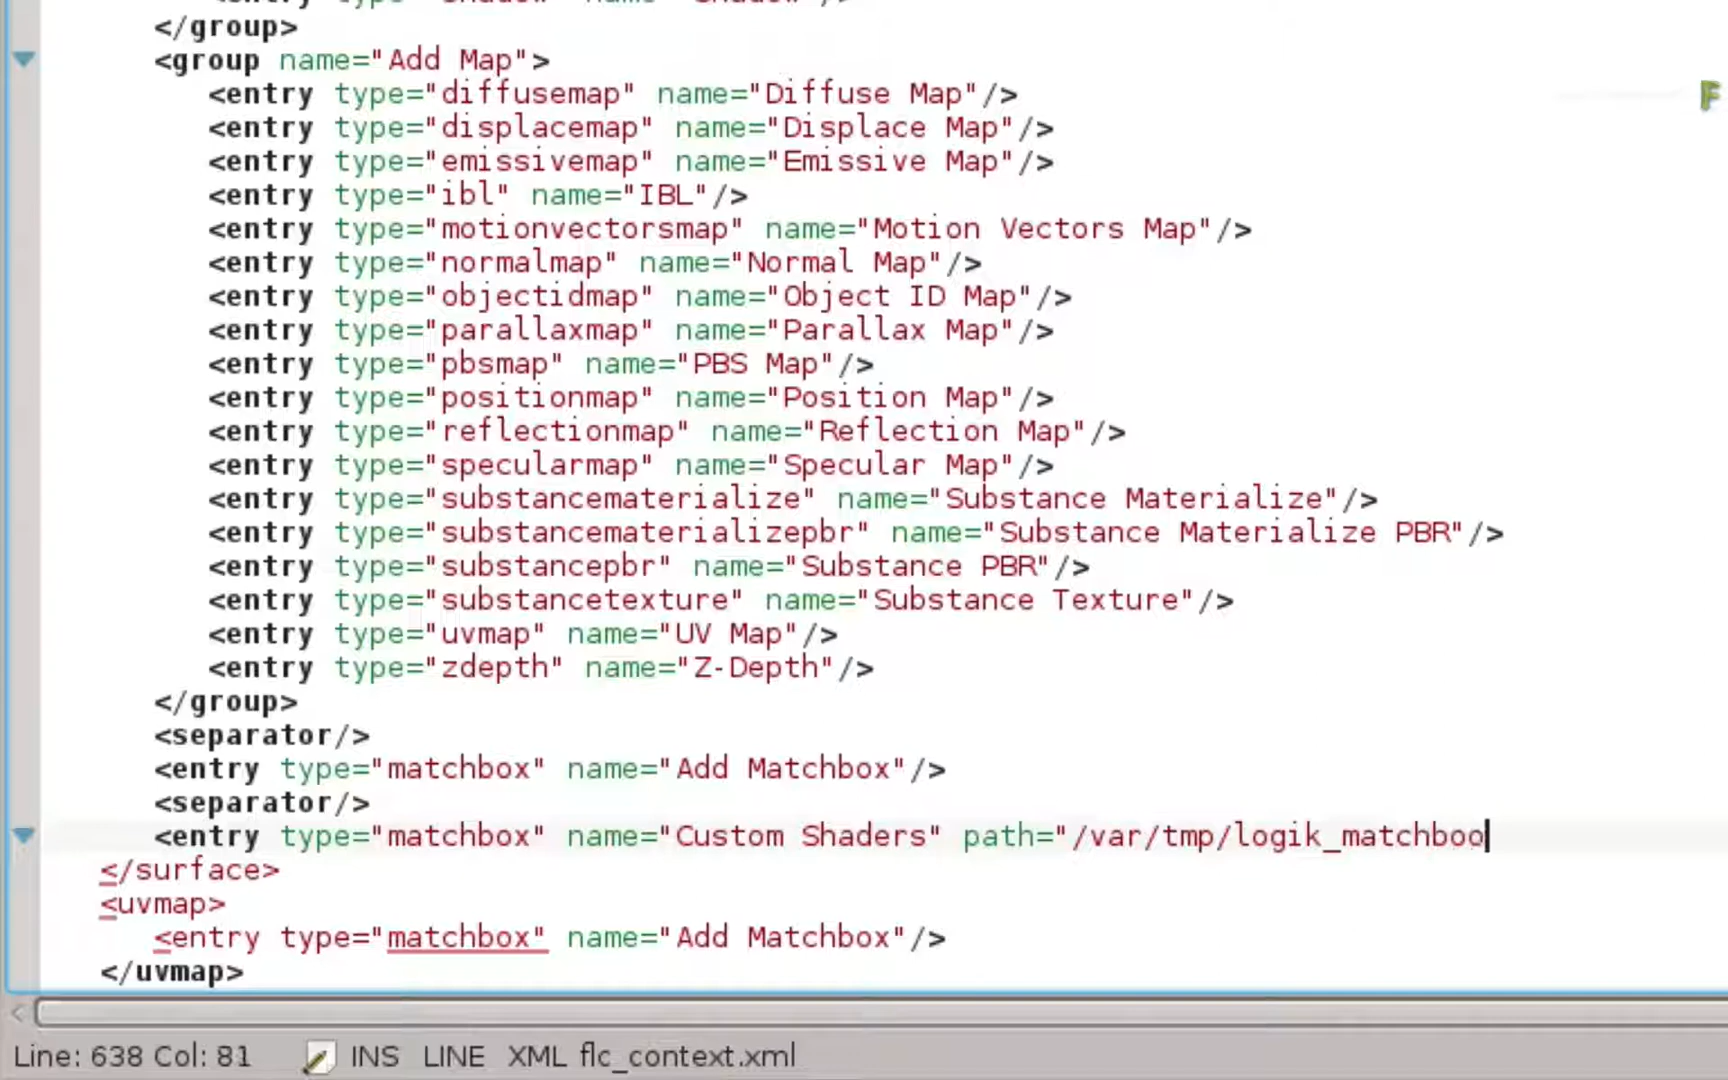 </group>
<group name="Add Map">
<entry type="diffusemap" name="Diffuse Map"/>
<entry type="displacemap" name="Displace Map"/>
<entry type="emissivemap" name="Emissive Map"/>
<entry type="ibl" name="IBL"/>
<entry type="motionvectorsmap" name="Motion Vectors Map"/>
<entry type="normalmap" name="Normal Map"/>
<entry type="objectidmap" name="Object ID Map"/>
<entry type="parallaxmap" name="Parallax Map"/>
<entry type="pbsmap" name="PBS Map"/>
<entry type="positionmap" name="Position Map"/>
<entry type="reflectionmap" name="Reflection Map"/>
<entry type="specularmap" name="Specular Map"/>
<entry type="substancematerialize" name="Substance Materialize"/>
<entry type="substancematerializepbr" name="Substance Materialize PBR"/>
<entry type="substancepbr" name="Substance PBR"/>
<entry type="substancetexture" name="Substance Texture"/>
<entry type="uvmap" name="UV Map"/>
<entry type="zdepth" name="Z-Depth"/>
</group>
<separator/>
<entry type="matchbox" name="Add Matchbox"/>
<separator/>
<entry type="matchbox" name="Custom Shaders" path="/var/tmp/logik_matchboo
</surface>
<uvmap>
<entry type="matchbox" name="Add Matchbox"/>
</uvmap>
Line: 638 Col: 81 INS LINE XML flc_context.xml
F